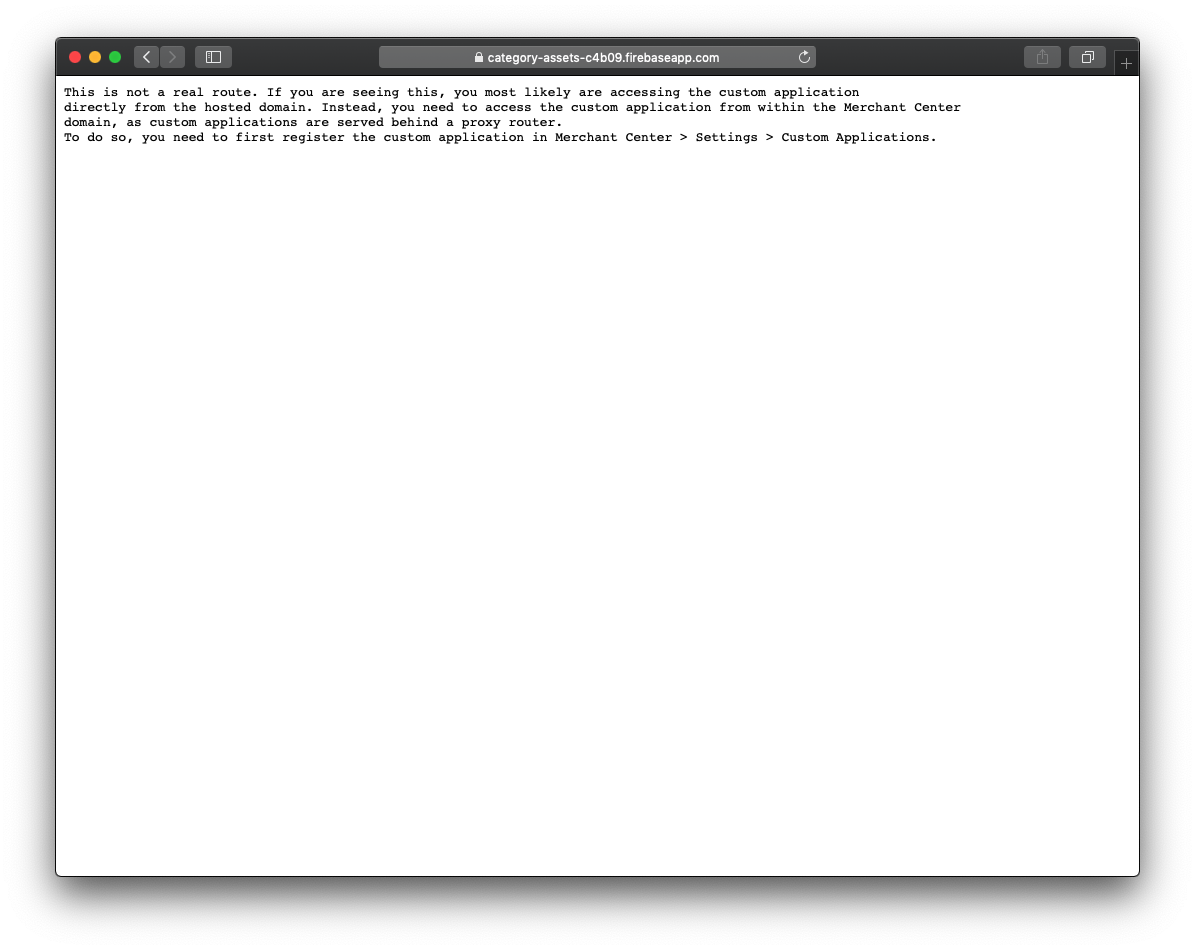 category-assets-c4b09.firebaseapp.com
This is not a real route. If you are seeing this, you most likely are accessing the custom application
directly from the hosted domain. Instead, you need to access the custom application from within the Merchant Center
domain, as custom applications are served behind a proxy router.
To do so, you need to first register the custom application in Merchant Center > Settings > Custom Applications.